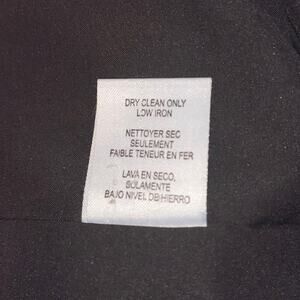 DRY CLEAN ONLY
LOW IRON
NETTOYER SEC
SEULEMENT
FAIBLE TENEUR EN FER
LAVA EN SECO,
SOLAMENTE
BAJO NIVEL DE HIERRO